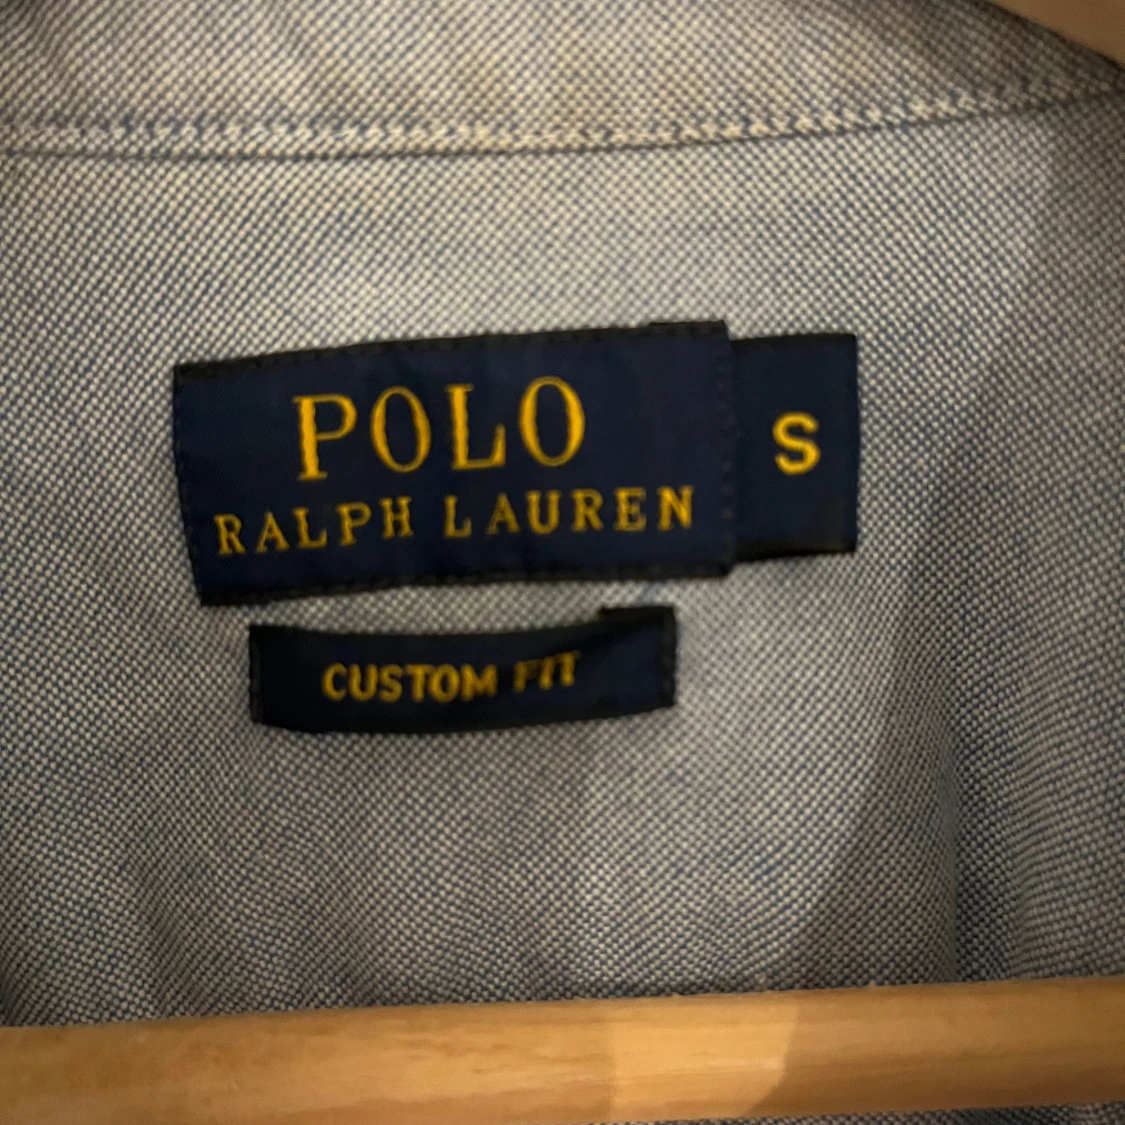 POLO
RALPH LAUREN
S
CUSTOM FIT